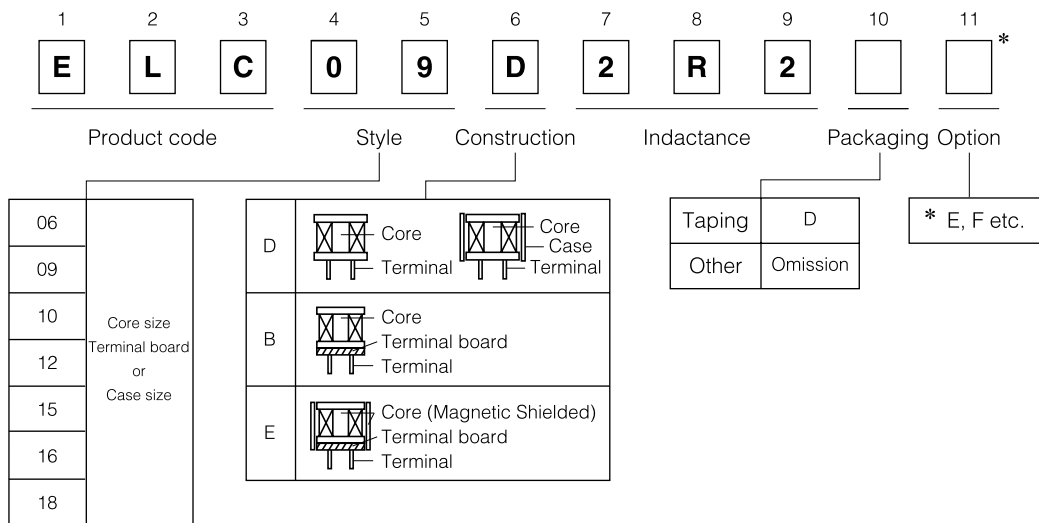 1 2 3 4 5 6 7 8 9 10 11
E L C 0 9 D 2 R 2 *
Product code Style Construction Indactance Packaging Option
06
09
10
12
15
16
18
Core size
Terminal board
or
Case size
D
Core
Terminal
Core
Case
Terminal
B
Core
Terminal board
Terminal
E
Core (Magnetic Shielded)
Terminal board
Terminal
Taping D
Other Omission
* E, F etc.